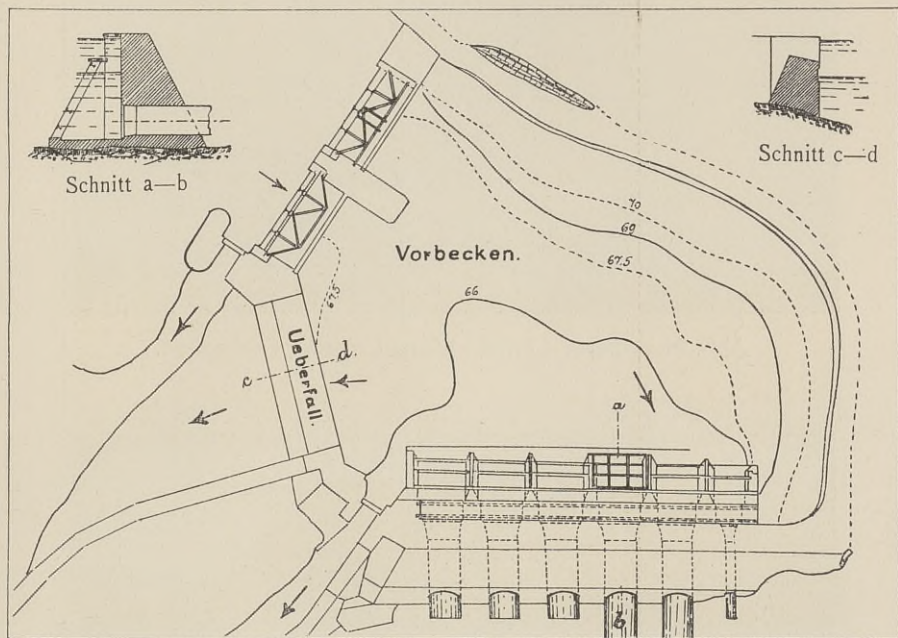 Schnitt a—b
Schnitt c—d
70
69
67.5
Vorbecken.
67.5
66
Ueberfall.
c
d.
a
b